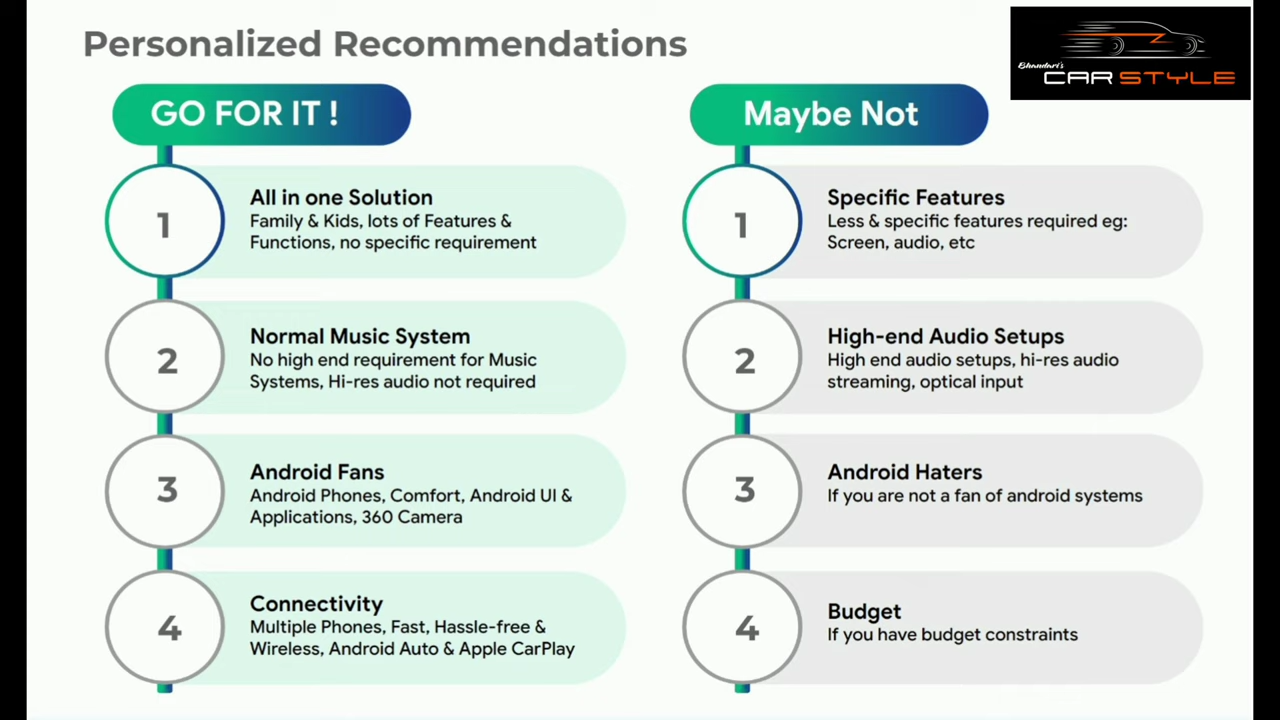 Personalized Recommendations
Bhandari's
CAR STYLE
GO FOR IT !
1
All in one Solution
Family & Kids, lots of Features &
Functions, no specific requirement
2
Normal Music System
No high end requirement for Music
Systems, Hi-res audio not required
3
Android Fans
Android Phones, Comfort, Android UI &
Applications, 360 Camera
4
Connectivity
Multiple Phones, Fast, Hassle-free &
Wireless, Android Auto & Apple CarPlay
Maybe Not
1
Specific Features
Less & specific features required eg:
Screen, audio, etc
2
High-end Audio Setups
High end audio setups, hi-res audio
streaming, optical input
3
Android Haters
If you are not a fan of android systems
4
Budget
If you have budget constraints